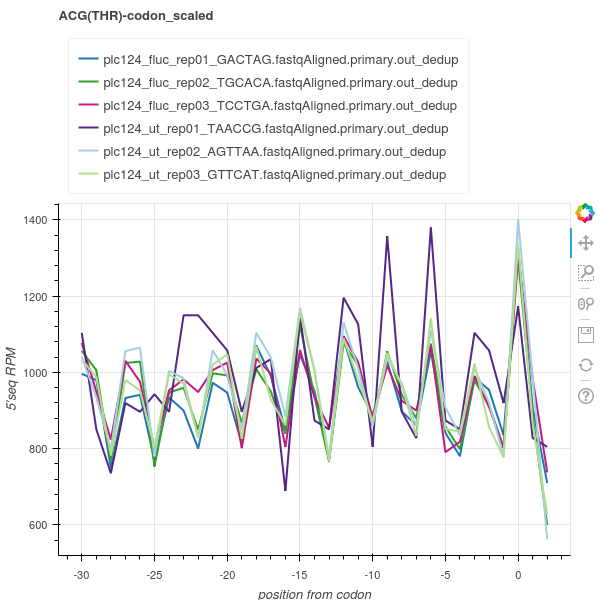 ACG(THR)-codon_scaled
plc124_fluc_rep01_GACTAG.fastqAligned.primary.out_dedup
plc124_fluc_rep02_TGCACA.fastqAligned.primary.out_dedup
plc124_fluc_rep03_TCCTGA.fastqAligned.primary.out_dedup
plc124_ut_rep01_TAACCG.fastqAligned.primary.out_dedup
plc124_ut_rep02_AGTTAA.fastqAligned.primary.out_dedup
plc124_ut_rep03_GTTCAT.fastqAligned.primary.out_dedup
1400
1200
1000
800
600
5'seq RPM
-30 -25 -20 -15 -10 -5 0
position from codon